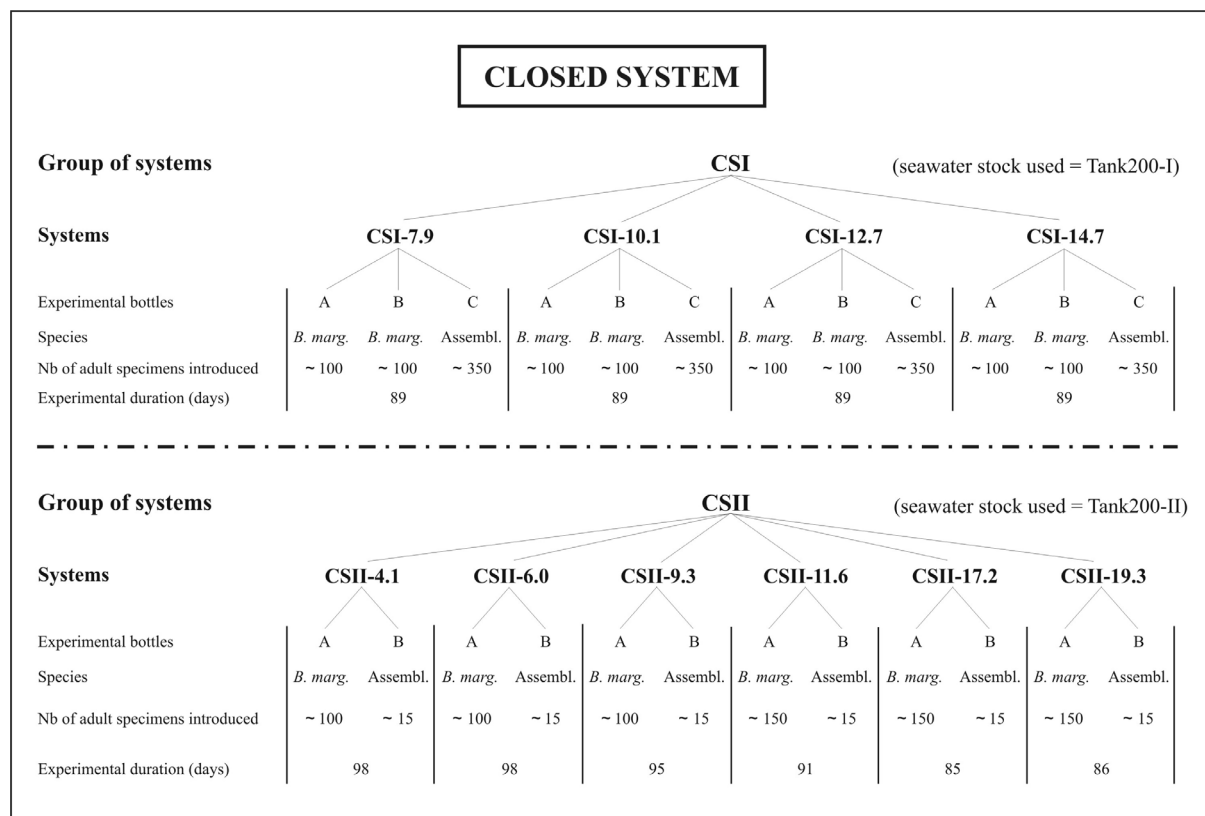 CLOSED SYSTEM
Group of systems CSI (seawater stock used = Tank200-I)
Systems CSI-7.9 CSI-10.1 CSI-12.7 CSI-14.7
Experimental bottles A B C A B C A B C A B C
Species B. marg. B. marg. Assembl. B. marg. B. marg. Assembl. B. marg. B. marg. Assembl. B. marg. B. marg. Assembl.
Nb of adult specimens introduced ~ 100 ~ 100 ~ 350 ~ 100 ~ 100 ~ 350 ~ 100 ~ 100 ~ 350 ~ 100 ~ 100 ~ 350
Experimental duration (days) 89 89 89 89
Group of systems CSII (seawater stock used = Tank200-II)
Systems CSII-4.1 CSII-6.0 CSII-9.3 CSII-11.6 CSII-17.2 CSII-19.3
Experimental bottles A B A B A B A B A B A B
Species B. marg. Assembl. B. marg. Assembl. B. marg. Assembl. B. marg. Assembl. B. marg. Assembl. B. marg. Assembl.
Nb of adult specimens introduced ~ 100 ~ 15 ~ 100 ~ 15 ~ 100 ~ 15 ~ 150 ~ 15 ~ 150 ~ 15 ~ 150 ~ 15
Experimental duration (days) 98 98 95 91 85 86